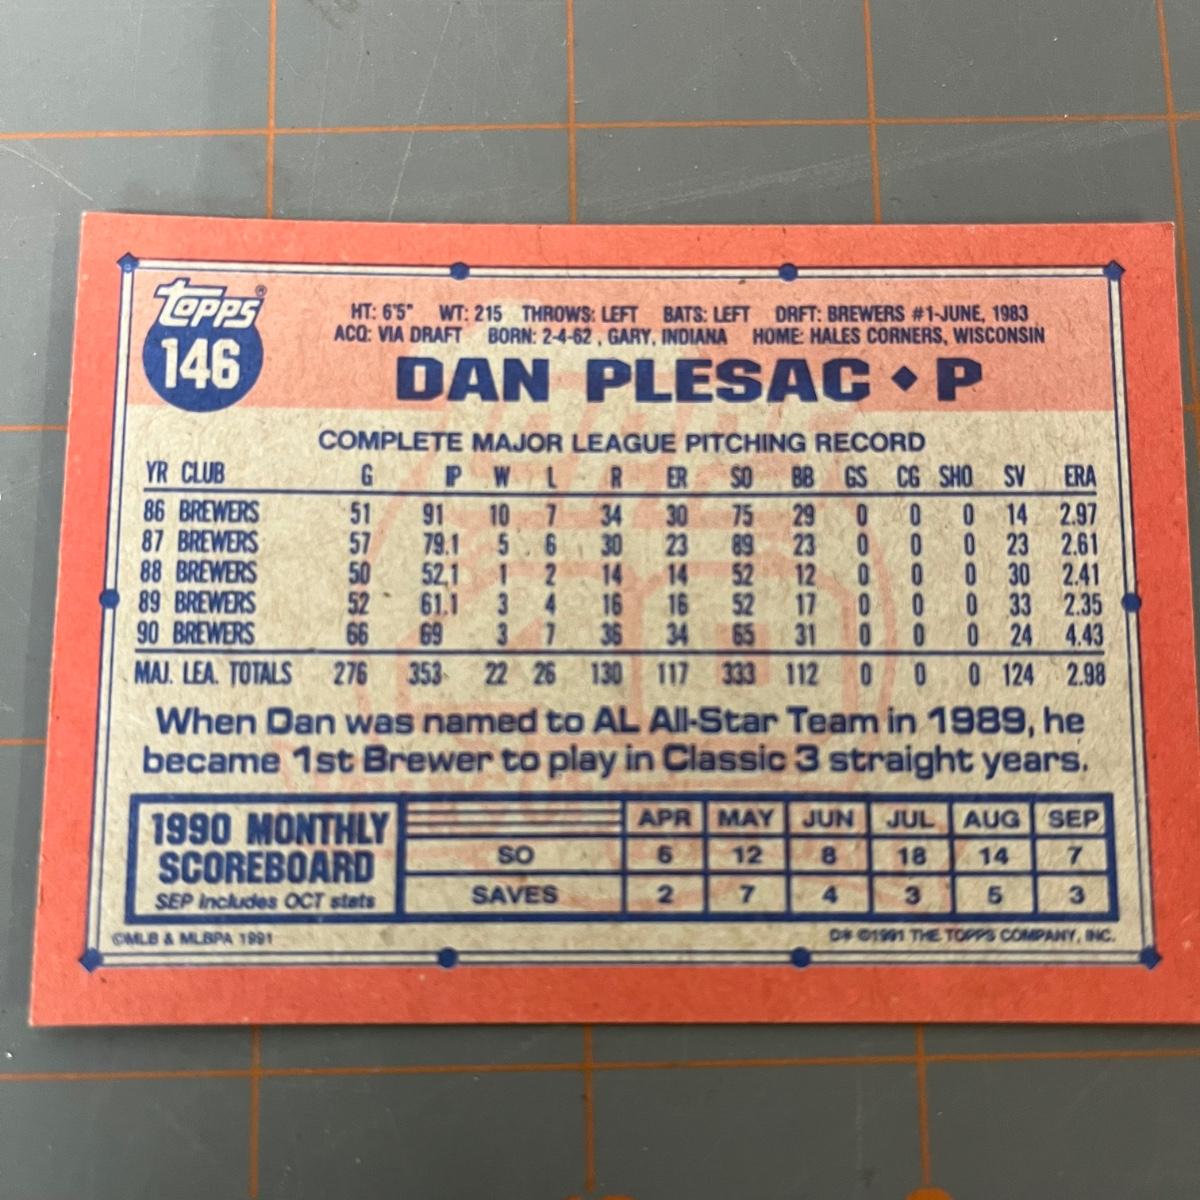 Topps®
146
HT: 6'5" WT: 215 THROWS: LEFT BATS: LEFT DRFT: BREWERS #1-JUNE, 1983
ACQ: VIA DRAFT BORN: 2-4-62 , GARY, INDIANA HOME: HALES CORNERS, WISCONSIN
DAN PLESAC ◆ P
COMPLETE MAJOR LEAGUE PITCHING RECORD
YR CLUB G IP W L R ER SO BB GS CG SHO SV ERA
86 BREWERS 51 91 10 7 34 30 75 29 0 0 0 14 2.97
87 BREWERS 57 79.1 5 6 30 23 89 23 0 0 0 23 2.61
88 BREWERS 50 52.1 1 2 14 14 52 12 0 0 0 30 2.41
89 BREWERS 52 61.1 3 4 16 16 52 17 0 0 0 33 2.35
90 BREWERS 66 69 3 7 36 34 65 31 0 0 0 24 4.43
MAJ. LEA. TOTALS 276 353 22 26 130 117 333 112 0 0 0 124 2.98
When Dan was named to AL All-Star Team in 1989, he
became 1st Brewer to play in Classic 3 straight years.
1990 MONTHLY
SCOREBOARD
SEP includes OCT stats
APR MAY JUN JUL AUG SEP
SO 6 12 8 18 14 7
SAVES 2 7 4 3 5 3
©MLB & MLBPA 1991 D# ©1991 THE TOPPS COMPANY, INC.